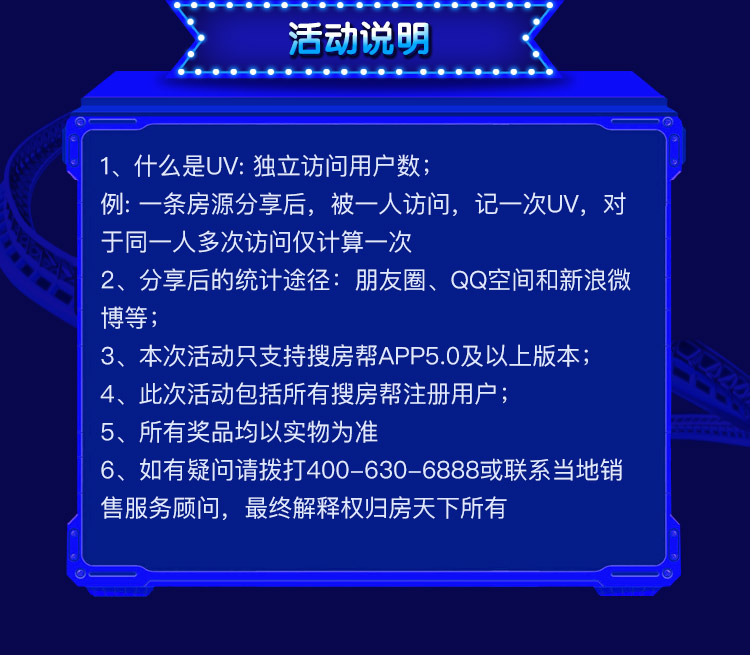 活动说明
1、什么是UV: 独立访问用户数；
例: 一条房源分享后，被一人访问，记一次UV，对
于同一人多次访问仅计算一次
2、分享后的统计途径：朋友圈、QQ空间和新浪微
博等；
3、本次活动只支持搜房帮APP5.0及以上版本；
4、此次活动包括所有搜房帮注册用户；
5、所有奖品均以实物为准
6、如有疑问请拨打400-630-6888或联系当地销
售服务顾问，最终解释权归房天下所有